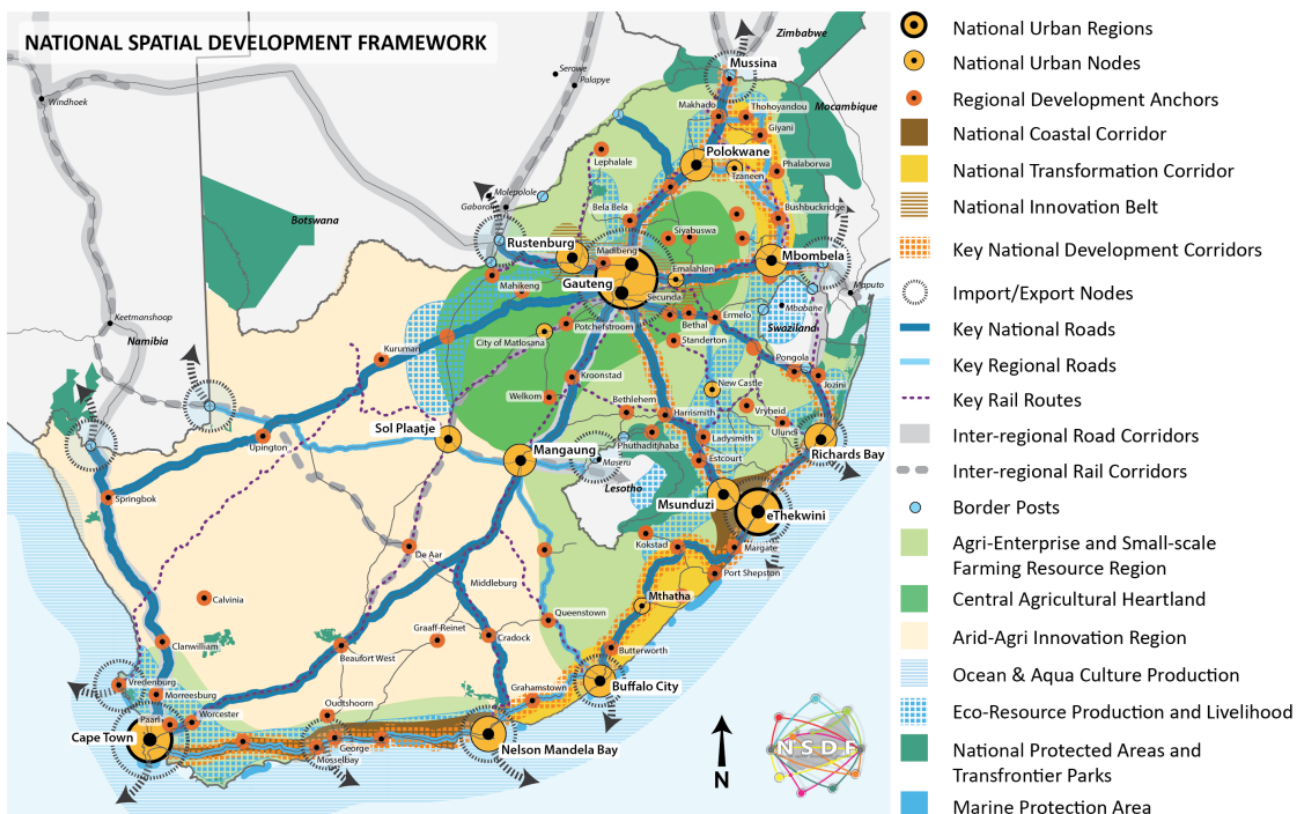 NATIONAL SPATIAL DEVELOPMENT FRAMEWORK
Zimbabwe
Mussina
Serowe
Palapye
Windhoek
Makhado
Thohoyandou
Mocambique
Giyani
Polokwane
Lephalale
Tzaneen
Phalaborwa
Molepolole
Gaborone
Bela Bela
Bushbuckridge
Botswana
Siyabuswa
Rustenburg
Madibeng
Mbombela
Emalahlen
Gauteng
Mahikeng
Secunda
Maputo
Mbabane
Keetmanshoop
Potchefstroom
Bethal
Ermelo
Swaziland
Namibia
City of Matlosana
Standerton
Kuruman
Pongola
Kroonstad
New Castle
Jozini
Welkom
Bethlehem
Harrismith
Vryheid
Sol Plaatje
Ladysmith
Ulundi
Upington
Phuthaditjhaba
Mangaung
Maseru
Estcourt
Richards Bay
Lesotho
Springbok
Msunduzi
eThekwini
Kokstad
De Aar
Margate
Middleburg
Port Shepston
Calvinia
Mthatha
Queenstown
Graaff-Reinet
Clanwilliam
Cradock
Beaufort West
Butterworth
Vredenburg
Morreesburg
Grahamstown
Buffalo City
Oudtshoorn
Paarl
Worcester
Cape Town
George
Nelson Mandela Bay
Mosselbay
N
NSDF
National Urban Regions
National Urban Nodes
Regional Development Anchors
National Coastal Corridor
National Transformation Corridor
National Innovation Belt
Key National Development Corridors
Import/Export Nodes
Key National Roads
Key Regional Roads
Key Rail Routes
Inter-regional Road Corridors
Inter-regional Rail Corridors
Border Posts
Agri-Enterprise and Small-scale
Farming Resource Region
Central Agricultural Heartland
Arid-Agri Innovation Region
Ocean & Aqua Culture Production
Eco-Resource Production and Livelihood
National Protected Areas and
Transfrontier Parks
Marine Protection Area